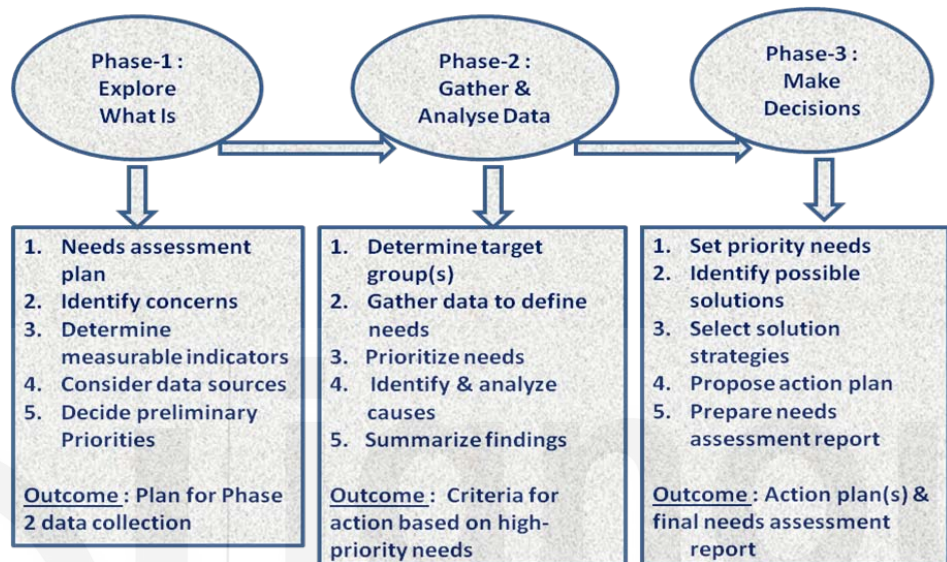 Phase-1 :
Explore
What Is
Phase-2 :
Gather &
Analyse Data
Phase-3 :
Make
Decisions
1. Needs assessment
plan
2. Identify concerns
3. Determine
measurable indicators
4. Consider data sources
5. Decide preliminary
Priorities
Outcome : Plan for Phase
2 data collection
1. Determine target
group(s)
2. Gather data to define
needs
3. Prioritize needs
4. Identify & analyze
causes
5. Summarize findings
Outcome : Criteria for
action based on high-
priority needs
1. Set priority needs
2. Identify possible
solutions
3. Select solution
strategies
4. Propose action plan
5. Prepare needs
assessment report
Outcome : Action plan(s) &
final needs assessment
report